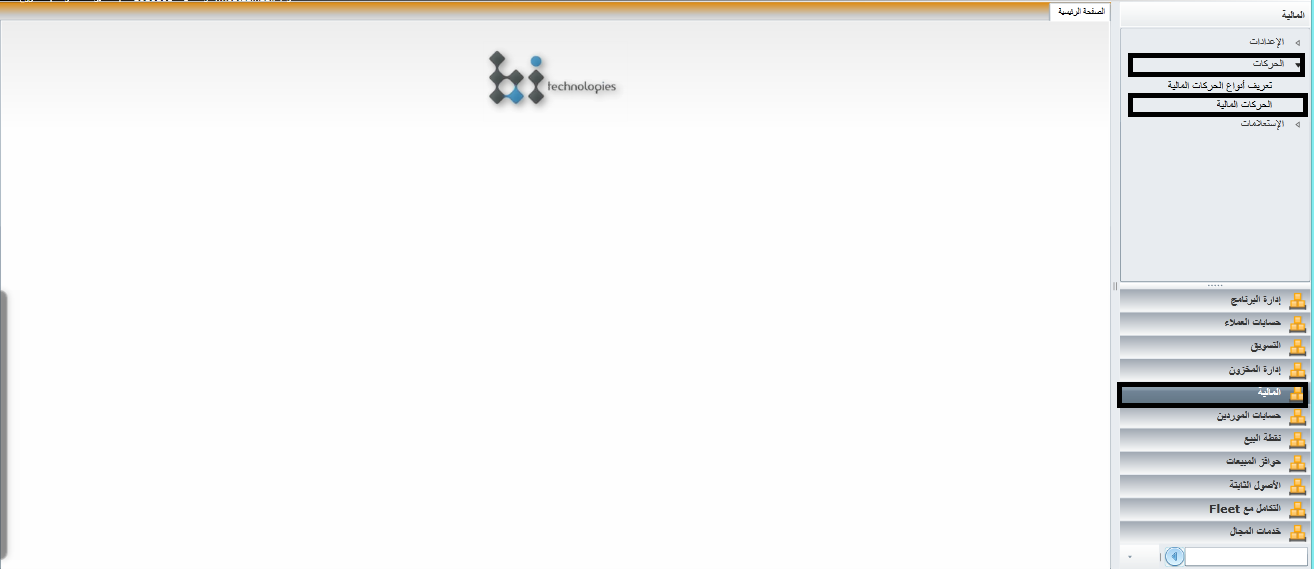 الصفحة الرئيسية
technologies
المالية
الإعدادات
الحركات
تعريف أنواع الحركات المالية
الحركات المالية
الإستعلامات
إدارة البرنامج
حسابات العملاء
التسويق
إدارة المخزون
المالية
حسابات الموردين
نقطة البيع
حوافز المبيعات
الأصول الثابتة
التكامل مع Fleet
خدمات المجال